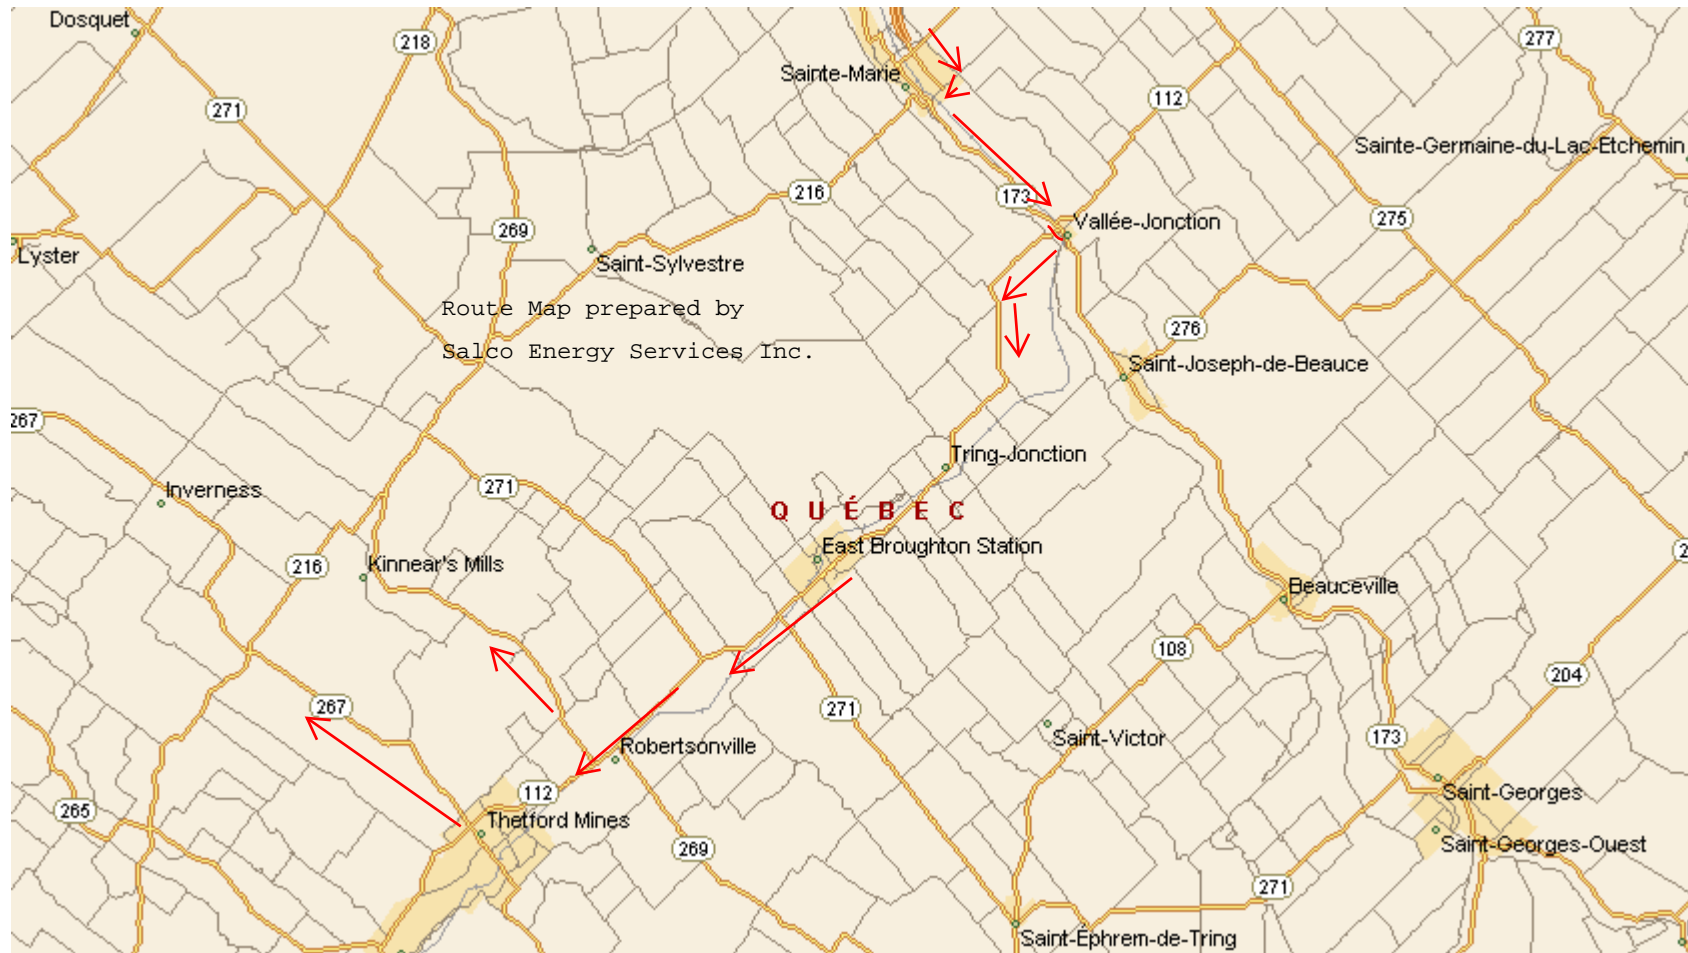 Dosquet
218
277
Sainte-Marie
271
112
Sainte-Germaine-du-Lac-Etchemin
216
173
275
Vallée-Jonction
269
Lyster
Saint-Sylvestre
Route Map prepared by
276
Salco Energy Services Inc.
Saint-Joseph-de-Beauce
267
Tring-Jonction
271
Inverness
QUÉBEC
East Broughton Station
2
216
Kinnear's Mills
Beauceville
108
204
267
271
Saint-Victor
173
Robertsonville
112
Saint-Georges
265
Thetford Mines
Saint-Georges-Ouest
269
271
Saint-Éphrem-de-Tring